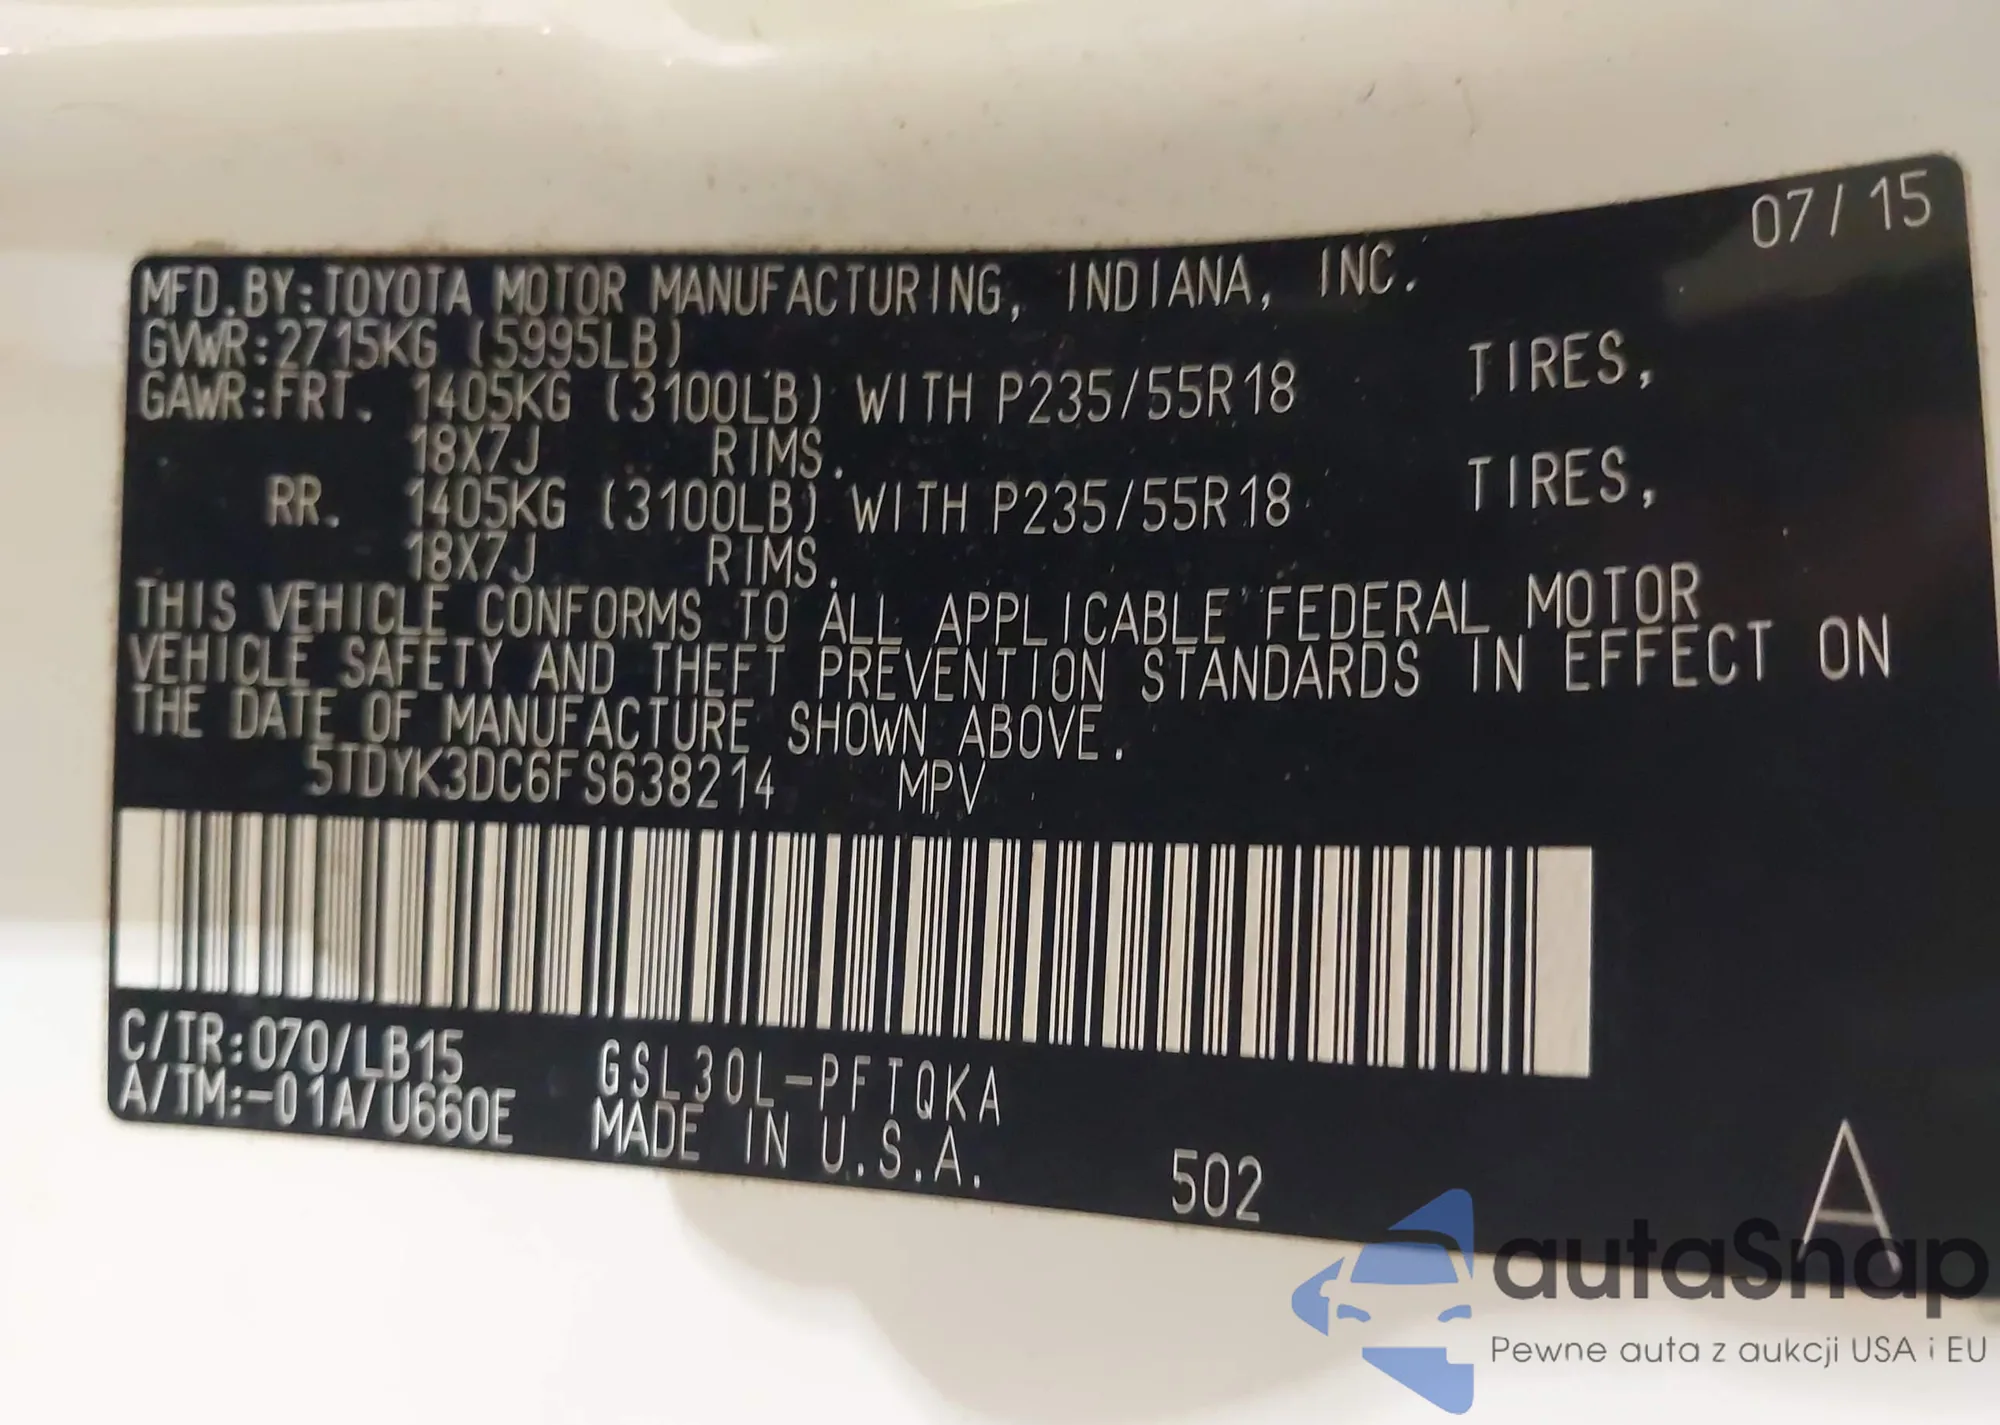 07/15
MFD.BY:TOYOTA MOTOR MANUFACTURING, INDIANA, INC.
GVWR:2715KG (5995LB)
GAWR:FRT. 1405KG (3100LB) WITH P235/55R18 TIRES,
18X7J RIMS.
RR. 1405KG (3100LB) WITH P235/55R18 TIRES,
18X7J RIMS.
THIS VEHICLE CONFORMS TO ALL APPLICABLE FEDERAL MOTOR
VEHICLE SAFETY AND THEFT PREVENTION STANDARDS IN EFFECT ON
THE DATE OF MANUFACTURE SHOWN ABOVE.
5TDYK3DC6FS638214 MPV
C/TR:070/LB15 GSL30L-PFTQKA
A/TM:-01A/U660E MADE IN U.S.A. 502 A
autaSnap
Pewne auta z aukcji USA i EU